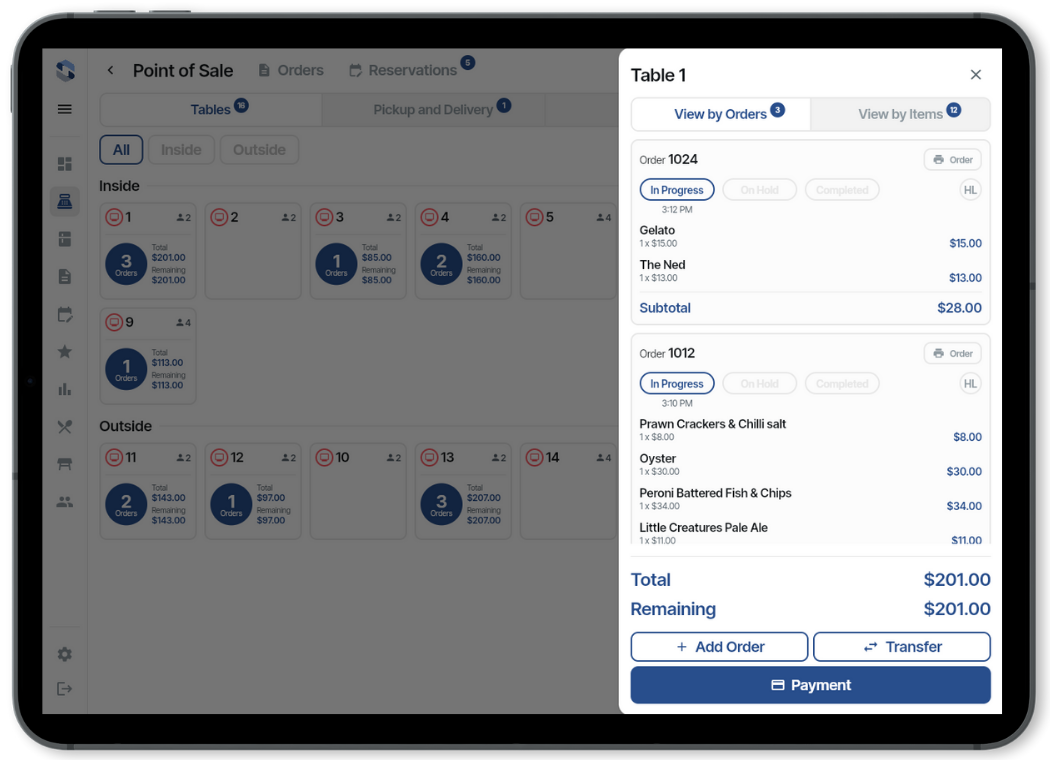 Point of Sale
Orders
Reservations 5
Tables 16
Pickup and Delivery 1
All
Inside
Outside
Inside
1 2
3 Orders
Total
$201.00
Remaining
$201.00
2 2
3 2
1 Orders
Total
$85.00
Remaining
$85.00
4 2
2 Orders
Total
$160.00
Remaining
$160.00
5 4
9 4
1 Orders
Total
$113.00
Remaining
$113.00
Outside
11 2
2 Orders
Total
$143.00
Remaining
$143.00
12 2
1 Orders
Total
$97.00
Remaining
$97.00
10 2
13 2
3 Orders
Total
$207.00
Remaining
$207.00
14 4
Table 1
View by Orders 3
View by Items 12
Order 1024
Order
In Progress
On Hold
Completed
HL
3:12 PM
Gelato
1 x $15.00 $15.00
The Ned
1 x $13.00 $13.00
Subtotal $28.00
Order 1012
Order
In Progress
On Hold
Completed
HL
3:10 PM
Prawn Crackers & Chilli salt
1 x $8.00 $8.00
Oyster
1 x $30.00 $30.00
Peroni Battered Fish & Chips
1 x $34.00 $34.00
Little Creatures Pale Ale
1 x $11.00 $11.00
Total $201.00
Remaining $201.00
+ Add Order
Transfer
Payment